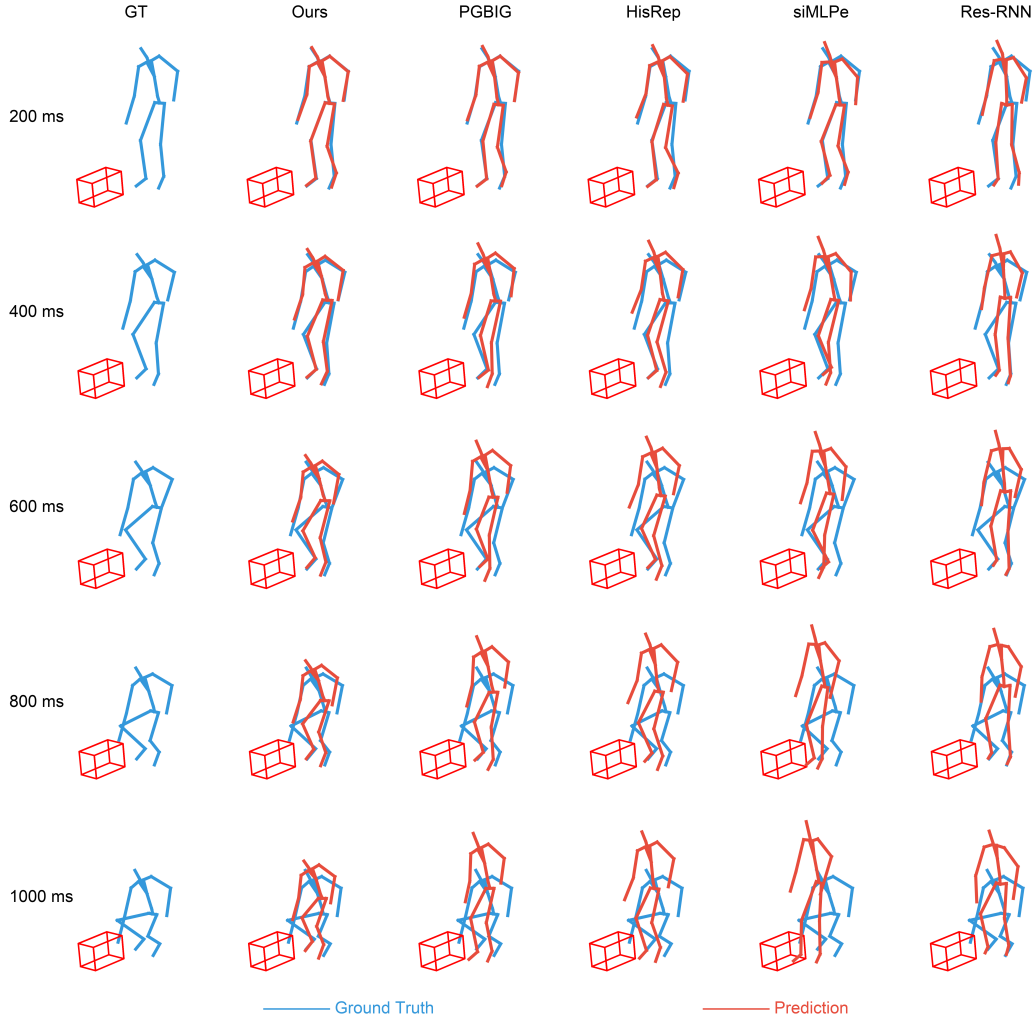 GT Ours PGBIG HisRep siMLPe Res-RNN
200 ms
400 ms
600 ms
800 ms
1000 ms
Ground Truth Prediction